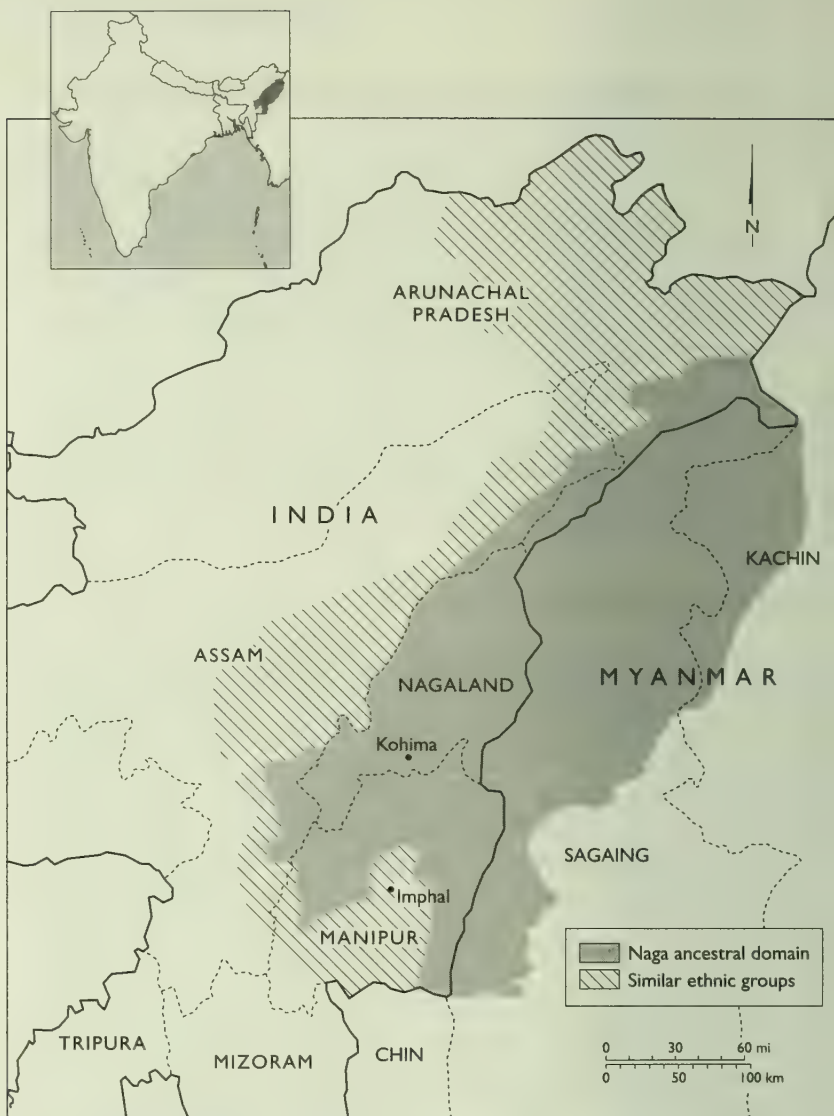 N
ARUNACHAL
PRADESH
INDIA
KACHIN
ASSAM
NAGALAND
MYANMAR
Kohima
SAGAING
Imphal
MANIPUR
Naga ancestral domain
Similar ethnic groups
TRIPURA
MIZORAM
CHIN
0 30 60 mi
0 50 100 km